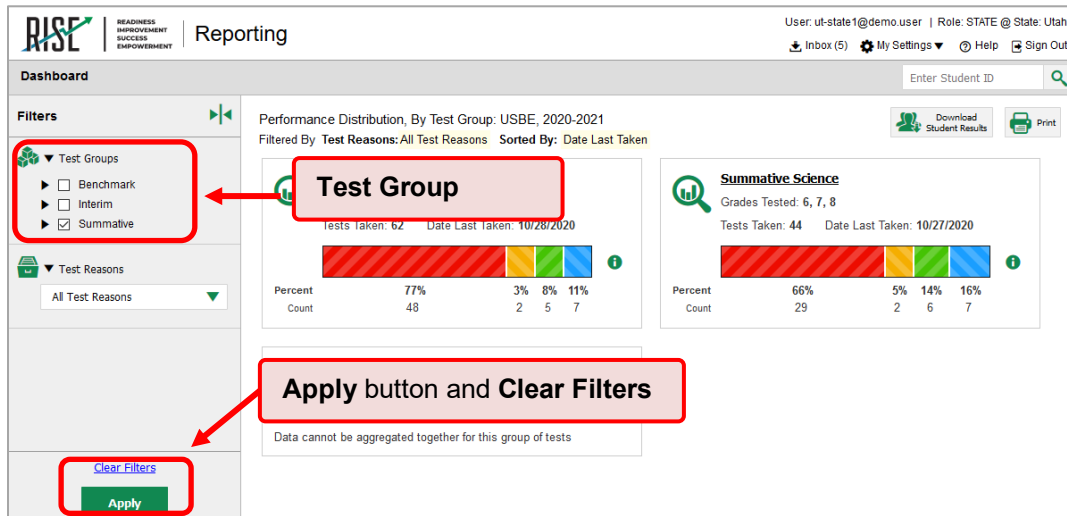 RISE
READINESS
IMPROVEMENT
SUCCESS
EMPOWERMENT
Reporting
User: ut-state1@demo.user | Role: STATE @ State: Utah
Inbox (5) My Settings Help Sign Out
Dashboard
Enter Student ID
Filters
Test Groups
Benchmark
Interim
Summative
Test Reasons
All Test Reasons
Clear Filters
Apply
Performance Distribution, By Test Group: USBE, 2020-2021
Filtered By Test Reasons: All Test Reasons Sorted By: Date Last Taken
Download
Student Results
Print
Test Group
Tests Taken: 62 Date Last Taken: 10/28/2020
Percent 77% 3% 8% 11%
Count 48 2 5 7
Summative Science
Grades Tested: 6, 7, 8
Tests Taken: 44 Date Last Taken: 10/27/2020
Percent 66% 5% 14% 16%
Count 29 2 6 7
Apply button and Clear Filters
Data cannot be aggregated together for this group of tests